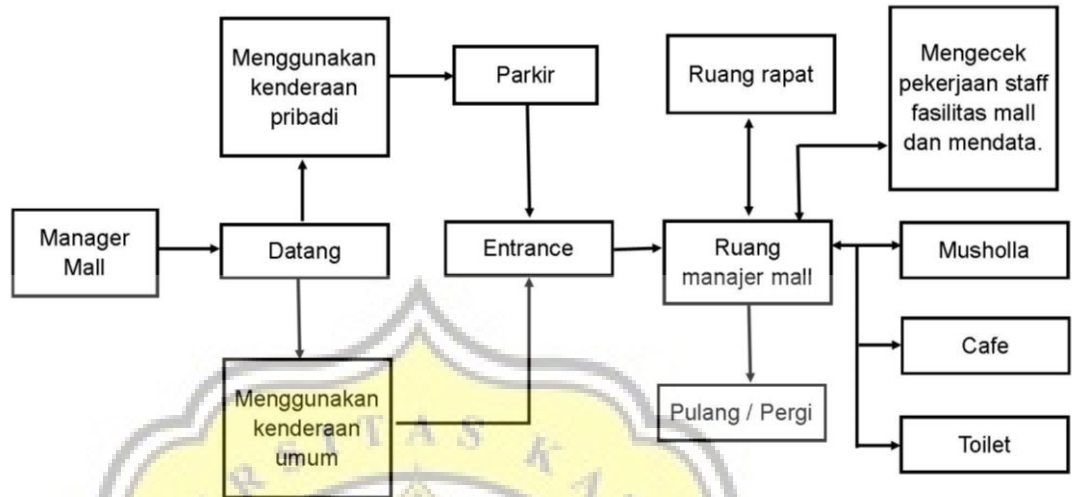 Manager
Mall
Datang
Menggunakan
kenderaan
pribadi
Parkir
Menggunakan
kenderaan
umum
Entrance
Ruang
manajer mall
Ruang rapat
Mengecek
pekerjaan staff
fasilitas mall
dan mendata.
Musholla
Cafe
Toilet
Pulang / Pergi
R S I T A S K A